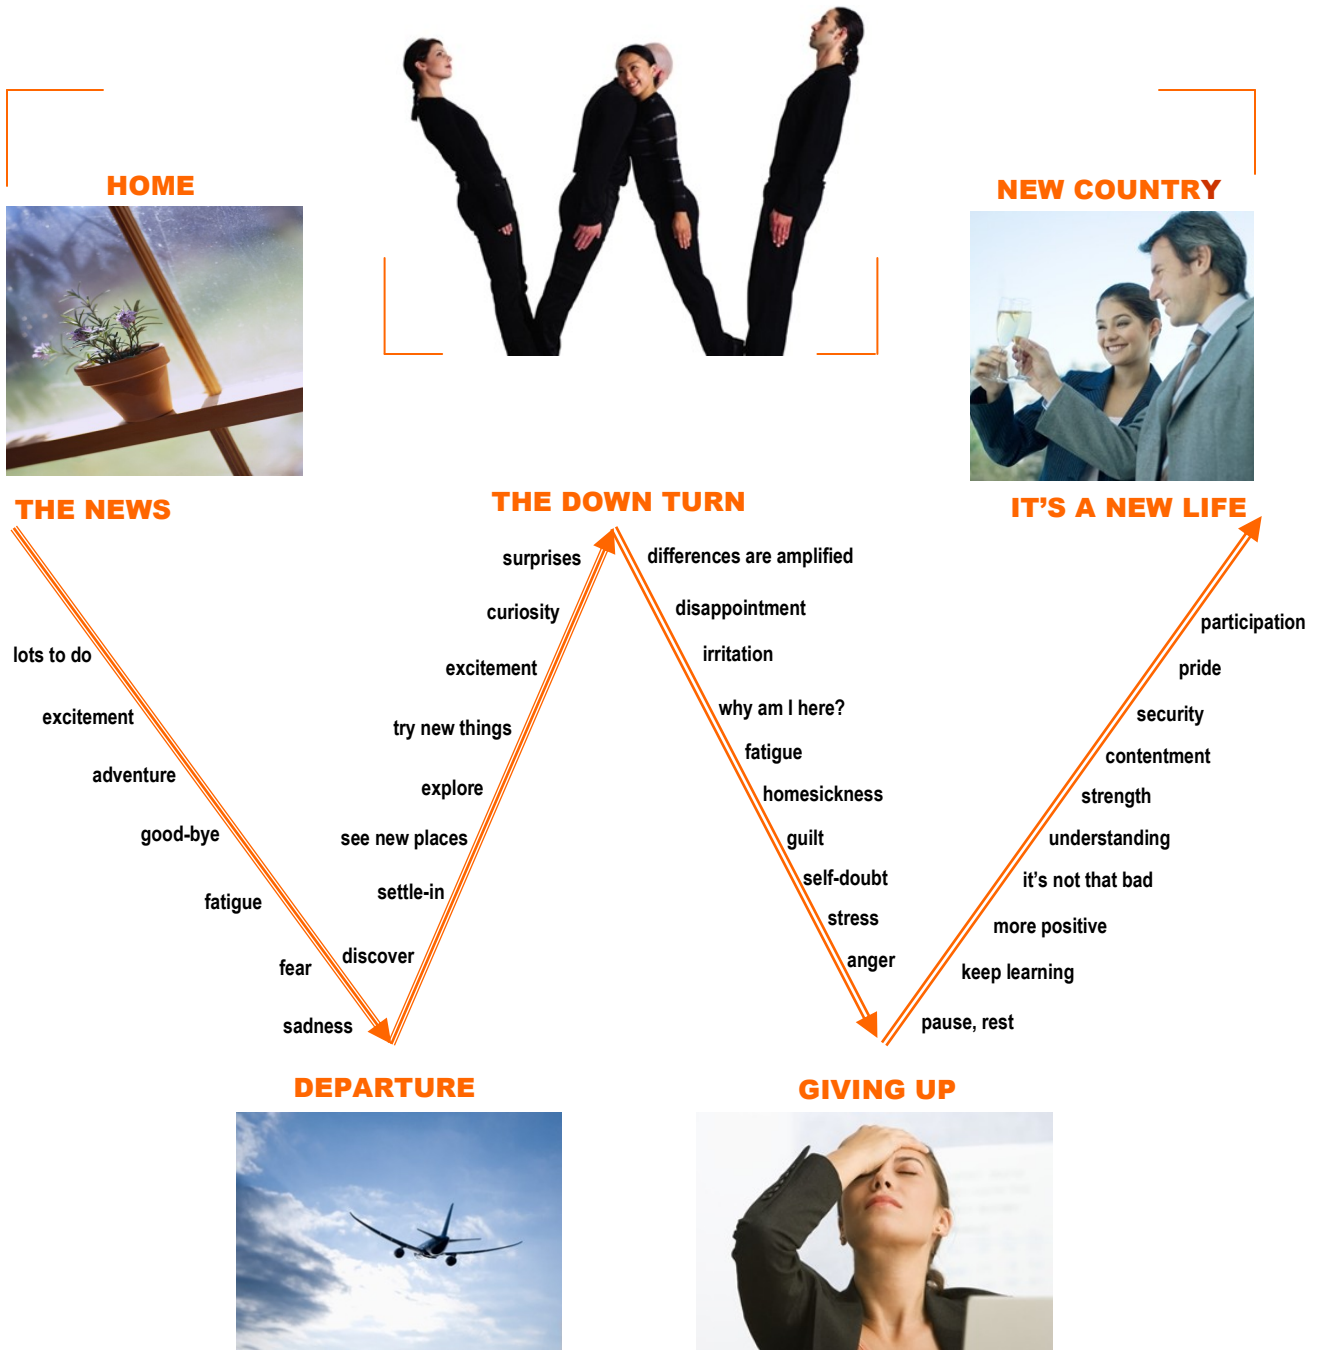 HOME
NEW COUNTRY
THE NEWS
lots to do
excitement
adventure
good-bye
fatigue
fear
sadness
DEPARTURE
THE DOWN TURN
surprises
curiosity
excitement
try new things
explore
see new places
settle-in
discover
differences are amplified
disappointment
irritation
why am I here?
fatigue
homesickness
guilt
self-doubt
stress
anger
GIVING UP
IT’S A NEW LIFE
participation
pride
security
contentment
strength
understanding
it’s not that bad
more positive
keep learning
pause, rest